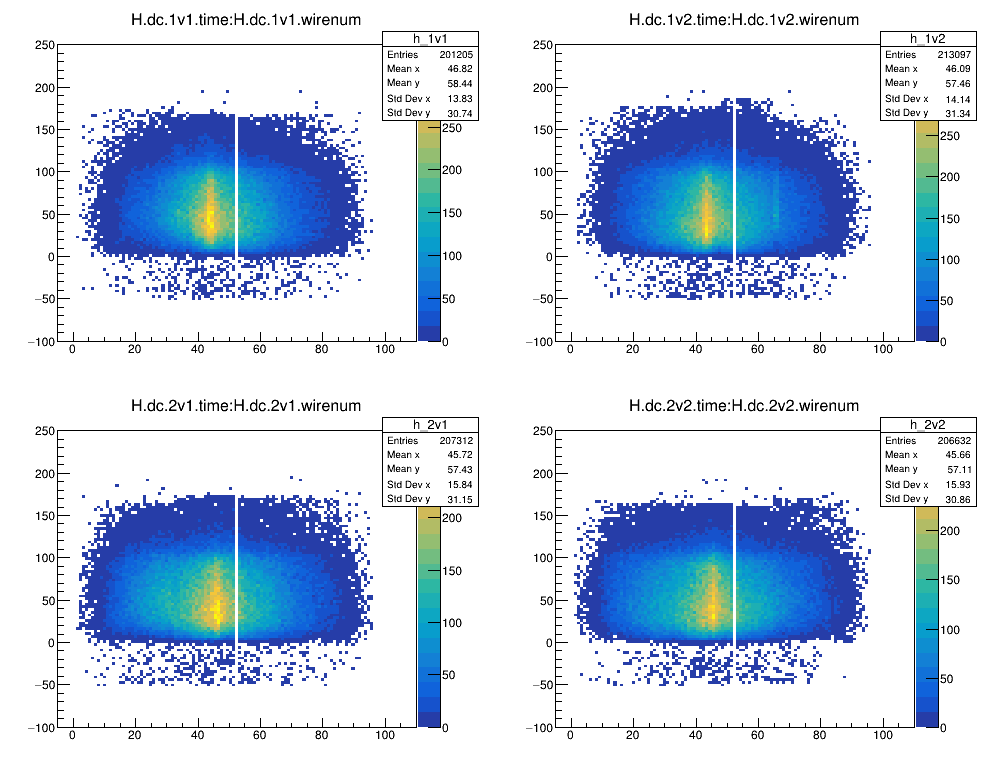 H.dc.1v1.time:H.dc.1v1.wirenum
h_1v1
Entries 201205
Mean x 46.82
Mean y 58.44
Std Dev x 13.83
Std Dev y 30.74
250
200
150
100
50
0
−50
−100
0 20 40 60 80 100
250
200
150
100
50
0
H.dc.1v2.time:H.dc.1v2.wirenum
h_1v2
Entries 213097
Mean x 46.09
Mean y 57.46
Std Dev x 14.14
Std Dev y 31.34
250
200
150
100
50
0
−50
−100
0 20 40 60 80 100
250
200
150
100
50
0
H.dc.2v1.time:H.dc.2v1.wirenum
h_2v1
Entries 207312
Mean x 45.72
Mean y 57.43
Std Dev x 15.84
Std Dev y 31.15
250
200
150
100
50
0
−50
−100
0 20 40 60 80 100
200
150
100
50
0
H.dc.2v2.time:H.dc.2v2.wirenum
h_2v2
Entries 206632
Mean x 45.66
Mean y 57.11
Std Dev x 15.93
Std Dev y 30.86
250
200
150
100
50
0
−50
−100
0 20 40 60 80 100
200
150
100
50
0